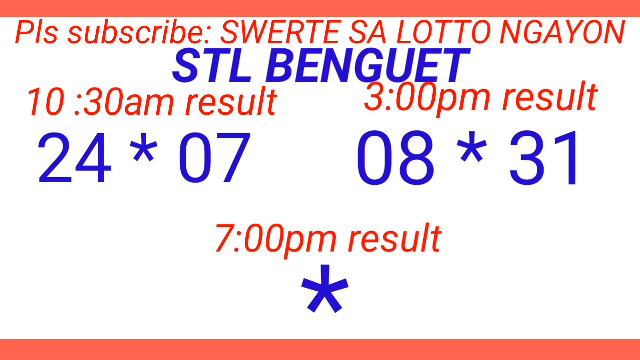 Pls subscribe: SWERTE SA LOTTO NGAYON
STL BENGUET
10 :30am result
3:00pm result
24 * 07
08 * 31
7:00pm result
*